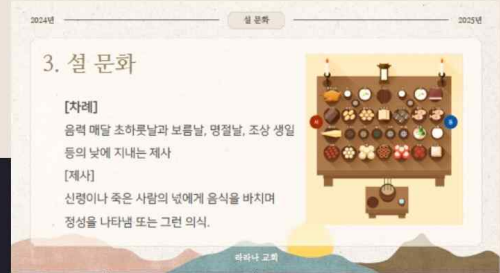 2024년
설 문화
2025년
3. 설 문화
[차례]
음력 매달 초하룻날과 보름날, 명절날, 조상 생일
등의 낮에 지내는 제사
[제사]
신령이나 죽은 사람의 넋에게 음식을 바치며
정성을 나타냄 또는 그런 의식.
라라나 교회